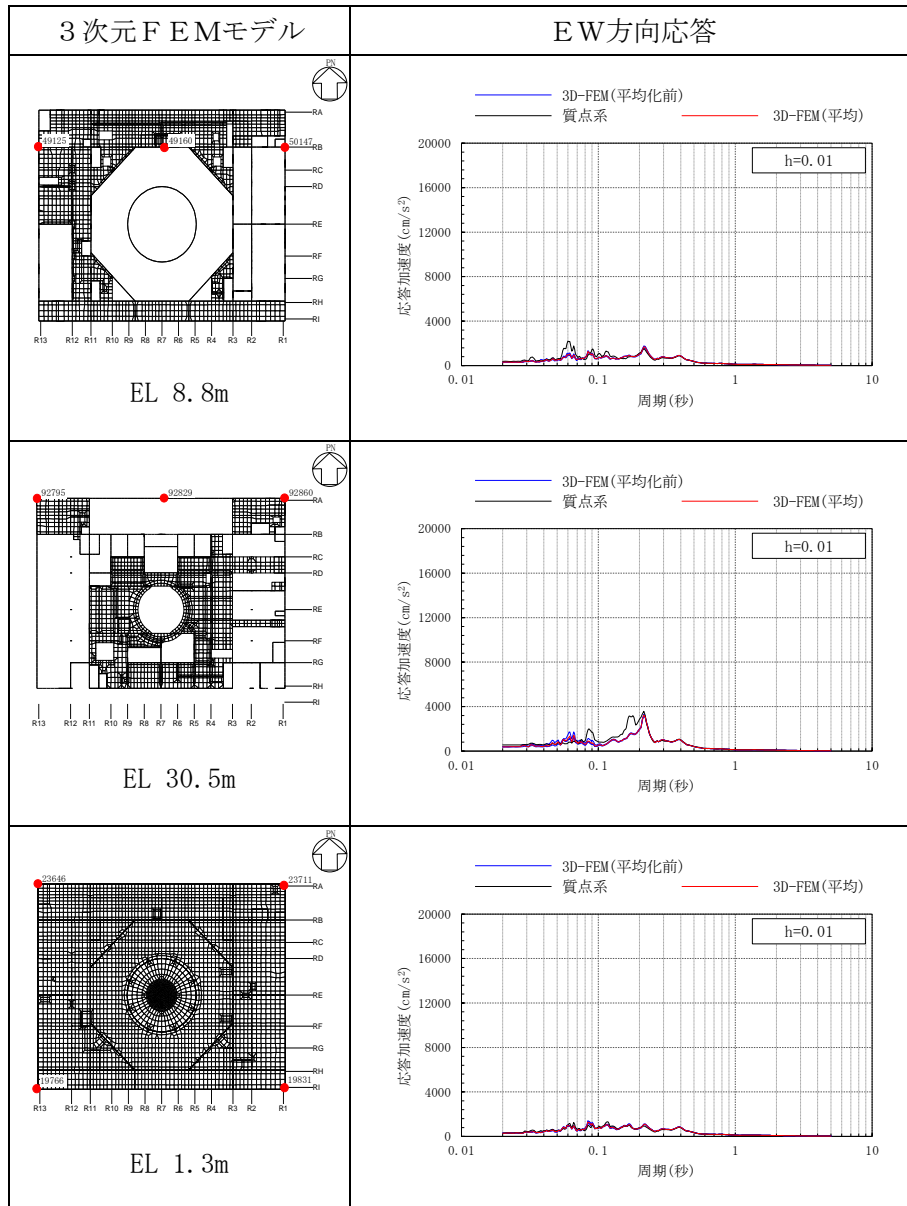 ３次元ＦＥＭモデル
ＥＷ方向応答
PN
49125
49160
50147
RA
RB
RC
RD
RE
RF
RG
RH
RI
R13 R12 R11 R10 R9 R8 R7 R6 R5 R4 R3 R2 R1
EL 8.8m
3D-FEM(平均化前)
質点系 3D-FEM(平均)
h=0.01
応答加速度(cm/s²)
20000
16000
12000
8000
4000
0
0.01 0.1 1 10
周期(秒)
PN
92795
92829
92860
RA
RB
RC
RD
RE
RF
RG
RH
RI
R13 R12 R11 R10 R9 R8 R7 R6 R5 R4 R3 R2 R1
EL 30.5m
3D-FEM(平均化前)
質点系 3D-FEM(平均)
h=0.01
応答加速度(cm/s²)
20000
16000
12000
8000
4000
0
0.01 0.1 1 10
周期(秒)
PN
23646
23711
RA
RB
RC
RD
RE
RF
RG
RH
RI
19766
19831
R13 R12 R11 R10 R9 R8 R7 R6 R5 R4 R3 R2 R1
EL 1.3m
3D-FEM(平均化前)
質点系 3D-FEM(平均)
h=0.01
応答加速度(cm/s²)
20000
16000
12000
8000
4000
0
0.01 0.1 1 10
周期(秒)